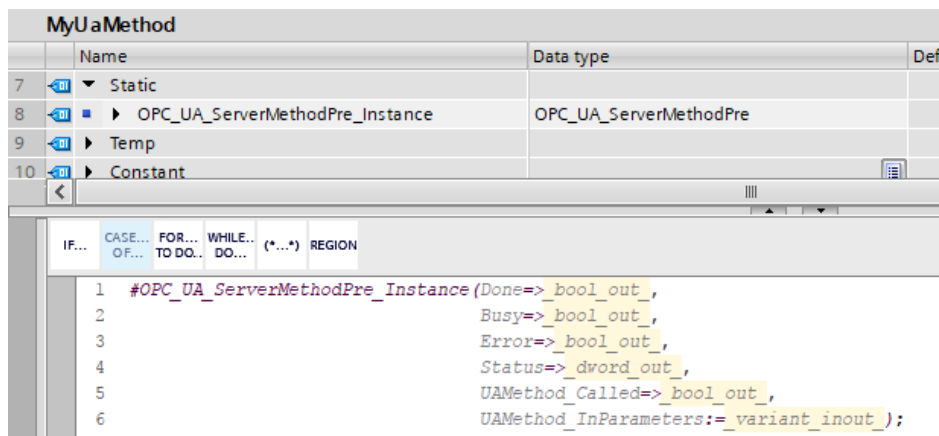 MyUaMethod
Name Data type Def
7 Static
8 OPC_UA_ServerMethodPre_Instance OPC_UA_ServerMethodPre
9 Temp
10 Constant
IF... CASE... OF... FOR... TO DO.. WHILE.. DO... (*...*) REGION
1 #OPC_UA_ServerMethodPre_Instance(Done=>_bool_out_,
2 Busy=>_bool_out_,
3 Error=>_bool_out_,
4 Status=>_dword_out_,
5 UAMethod_Called=>_bool_out_,
6 UAMethod_InParameters:=_variant_inout_);